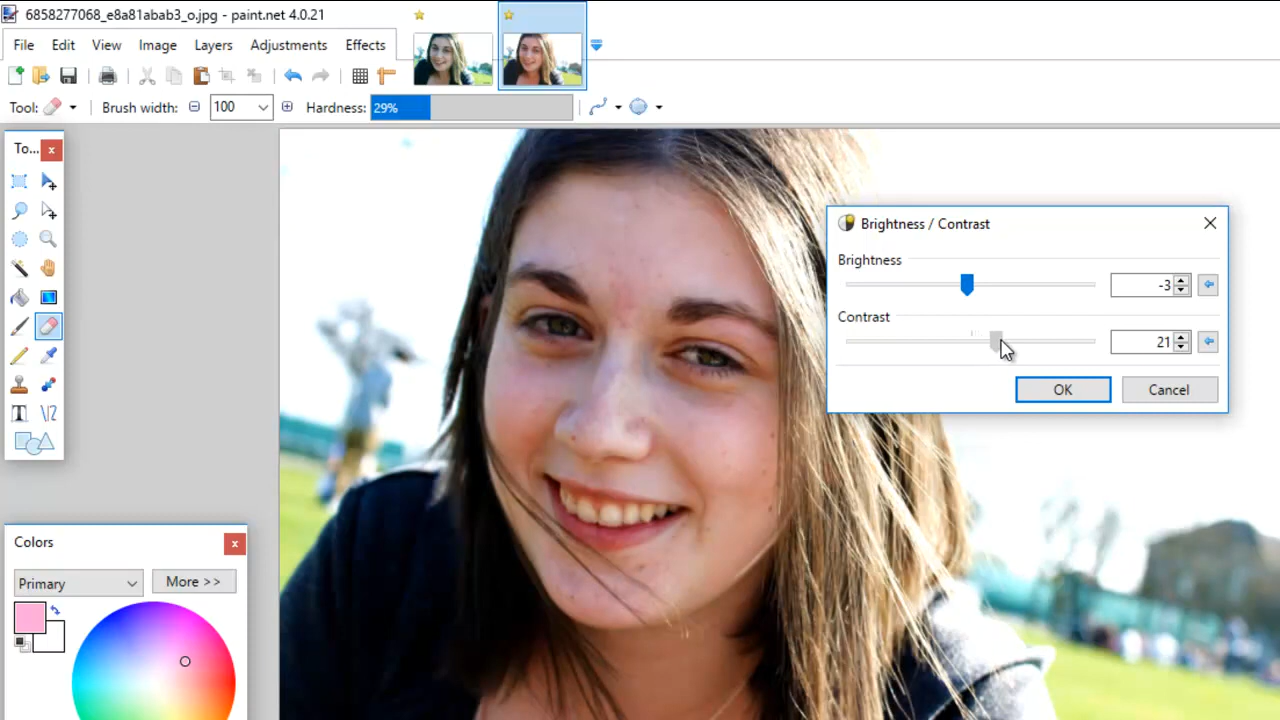 6858277068_e8a81abab3_o.jpg - paint.net 4.0.21
File Edit View Image Layers Adjustments Effects
Tool: Brush width: 100 Hardness: 29%
To...
Brightness / Contrast
Brightness
-3
Contrast
21
OK Cancel
Colors
Primary More >>